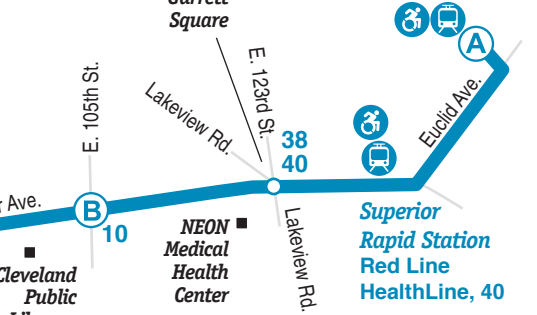 Square
A
E. 105th St.
Lakeview Rd.
E. 123rd St.
Euclid Ave.
38
40
Ave.
B
10
NEON
Medical
Health
Center
Lakeview Rd.
Superior
Rapid Station
Red Line
HealthLine, 40
Cleveland
Public